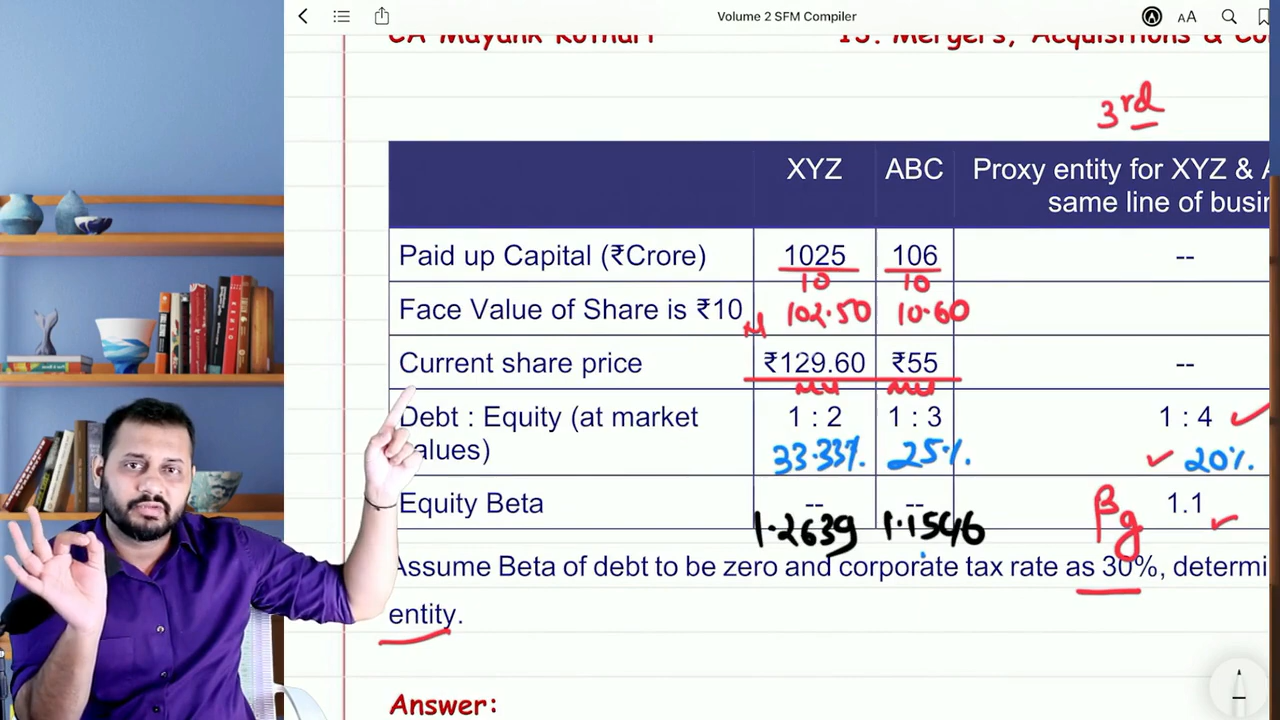 Volume 2 SFM Compiler
AA
CA Mayank Kothari 15. Mergers, Acquisitions & Co
3rd
XYZ ABC Proxy entity for XYZ & A
same line of busin
Paid up Capital (₹Crore) 1025 106 --
10 10
Face Value of Share is ₹10 102.50 10.60
Current share price ₹129.60 ₹55 --
Debt : Equity (at market 1 : 2 1 : 3 1 : 4
alues) 33.33%. 25%. 20%.
Equity Beta -- -- βg 1.1
1.2639 1.1546
Assume Beta of debt to be zero and corporate tax rate as 30%, determi
entity.
Answer: